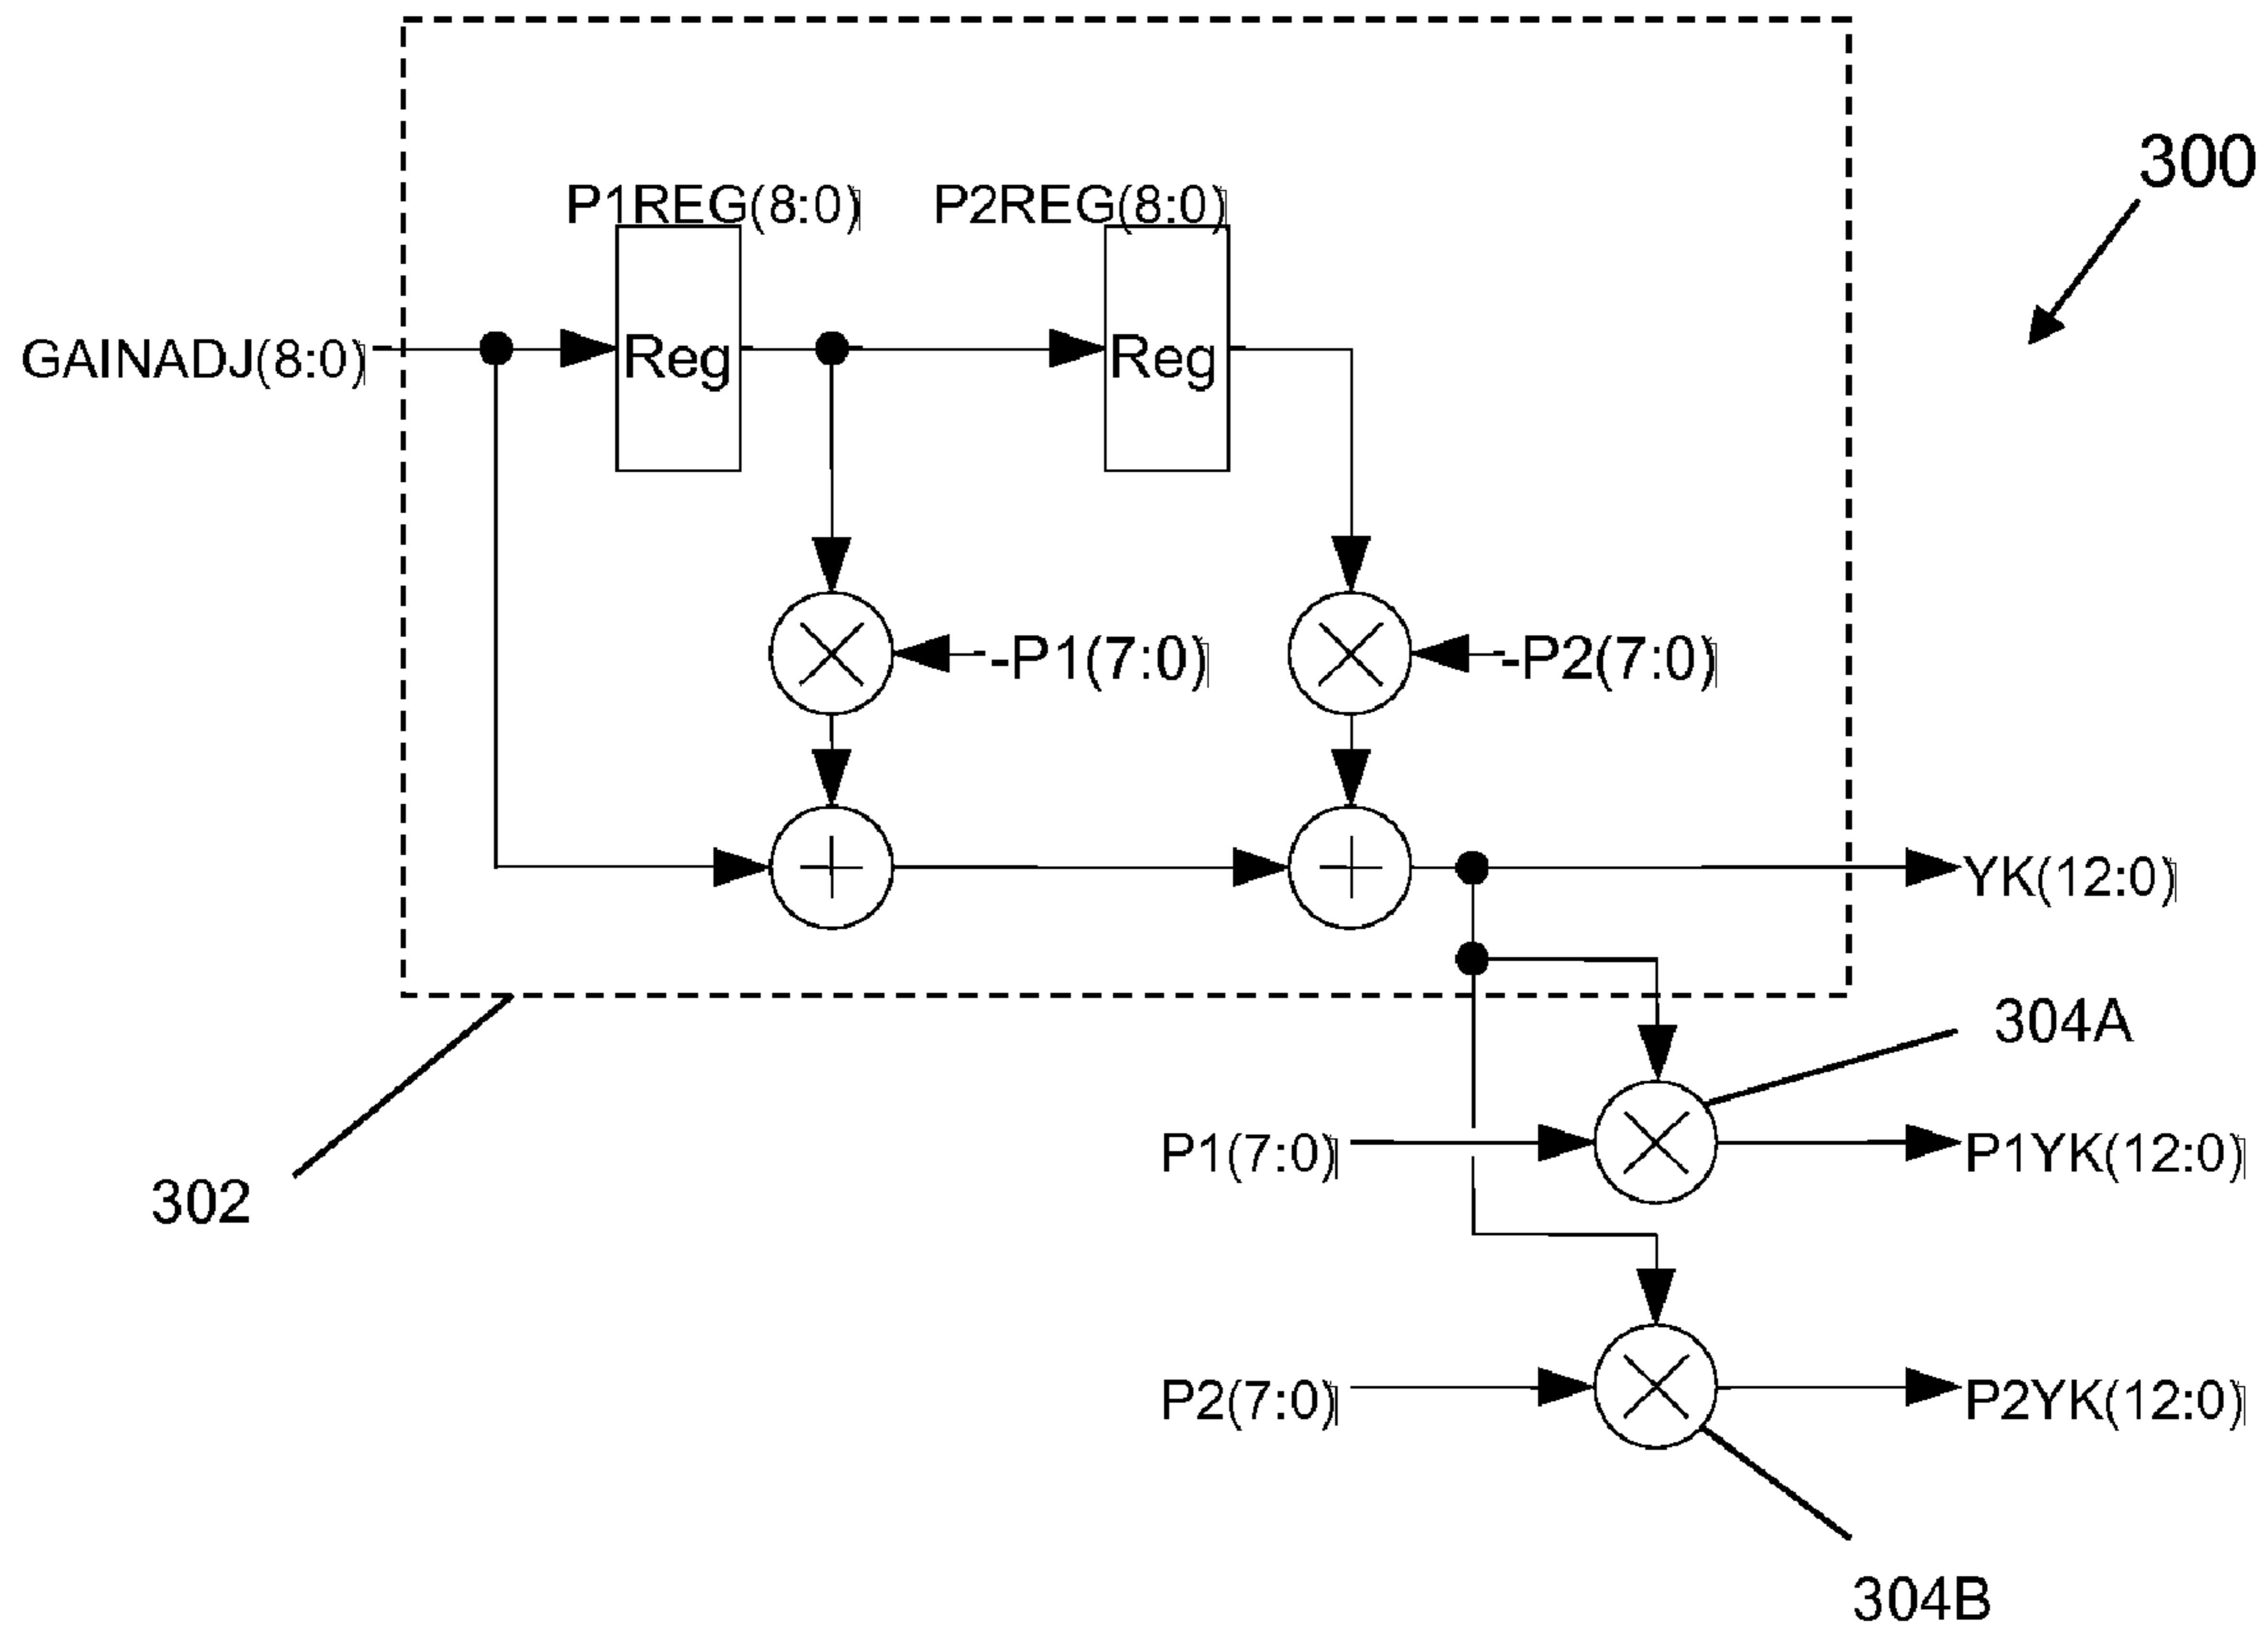 300
P1REG(8:0)
P2REG(8:0)
GAINADJ(8:0)
Reg
Reg
-P1(7:0)
-P2(7:0)
YK(12:0)
304A
P1(7:0)
P1YK(12:0)
302
P2(7:0)
P2YK(12:0)
304B